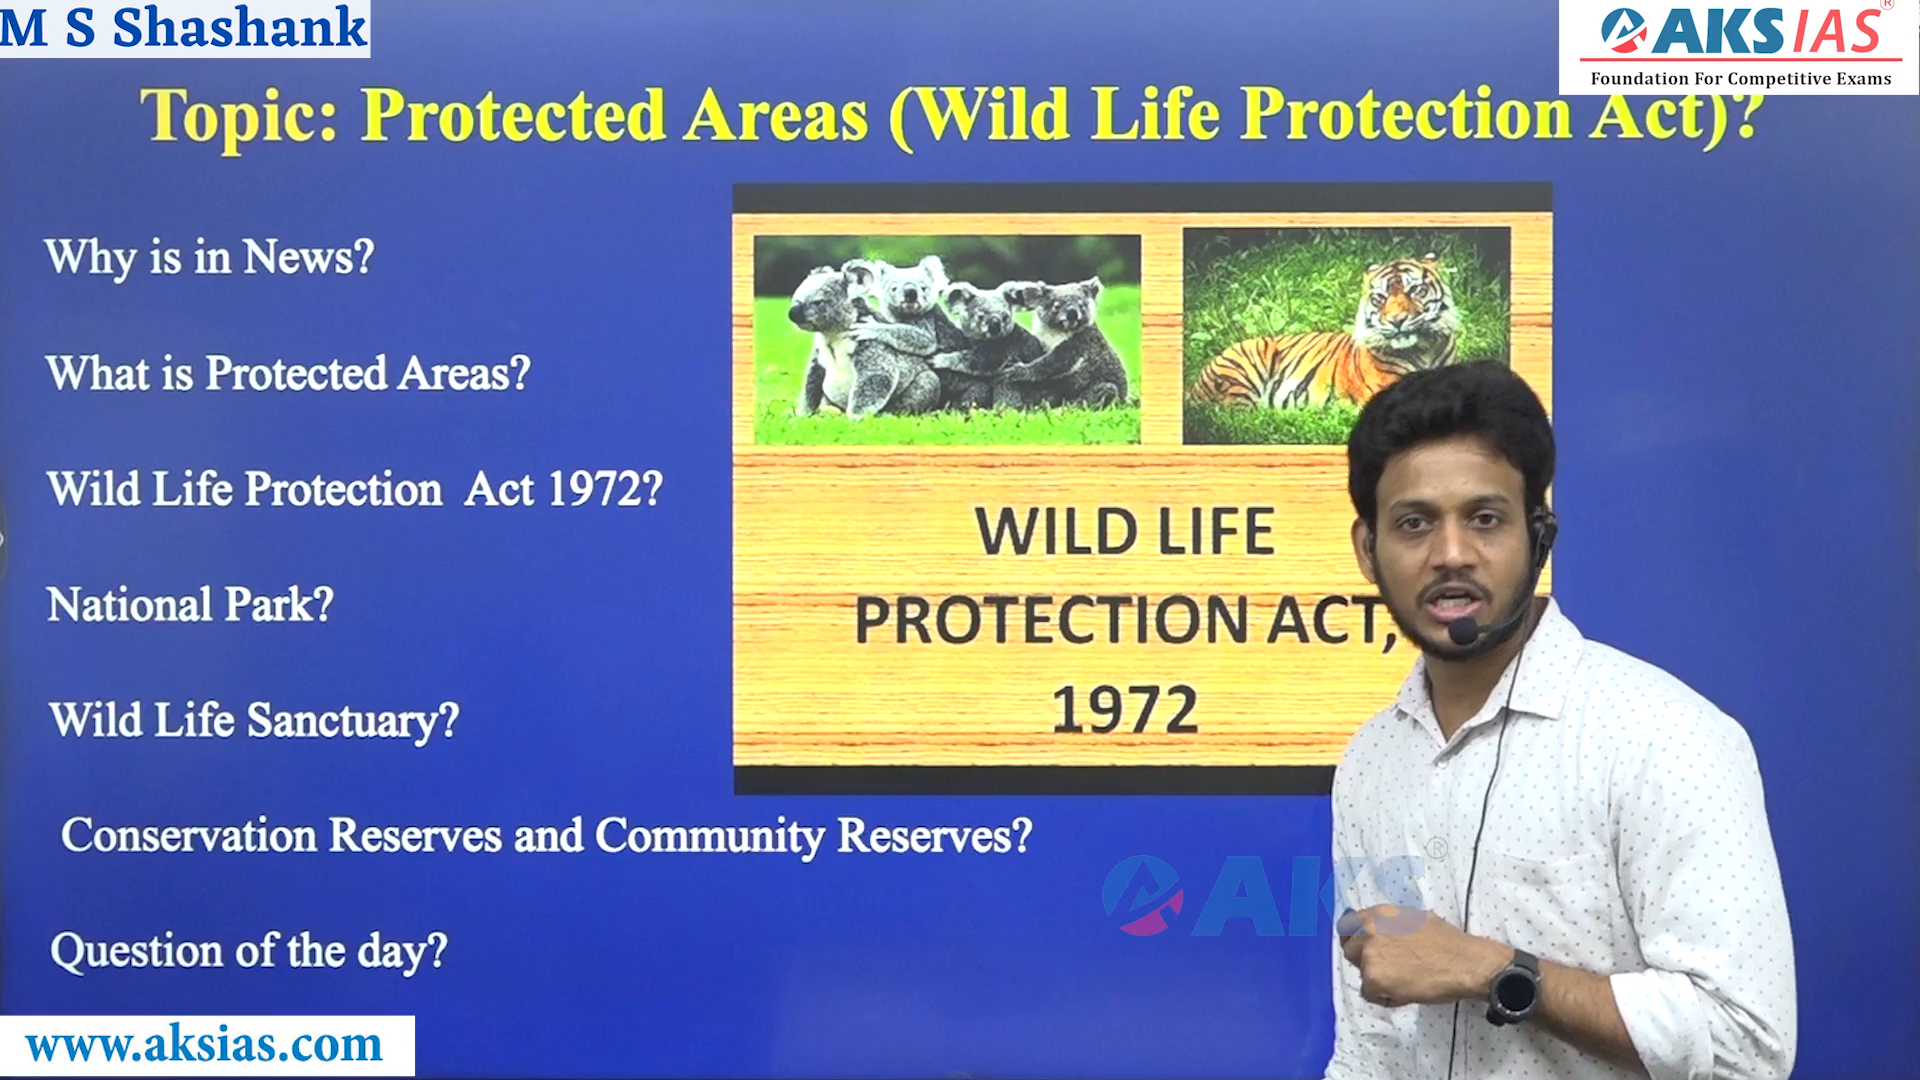 M S Shashank
AKS IAS ®
Foundation For Competitive Exams
Topic: Protected Areas (Wild Life Protection Act)?
Why is in News?
What is Protected Areas?
Wild Life Protection Act 1972?
National Park?
Wild Life Sanctuary?
Conservation Reserves and Community Reserves?
Question of the day?
WILD LIFE
PROTECTION ACT,
1972
AKS ®
www.aksias.com